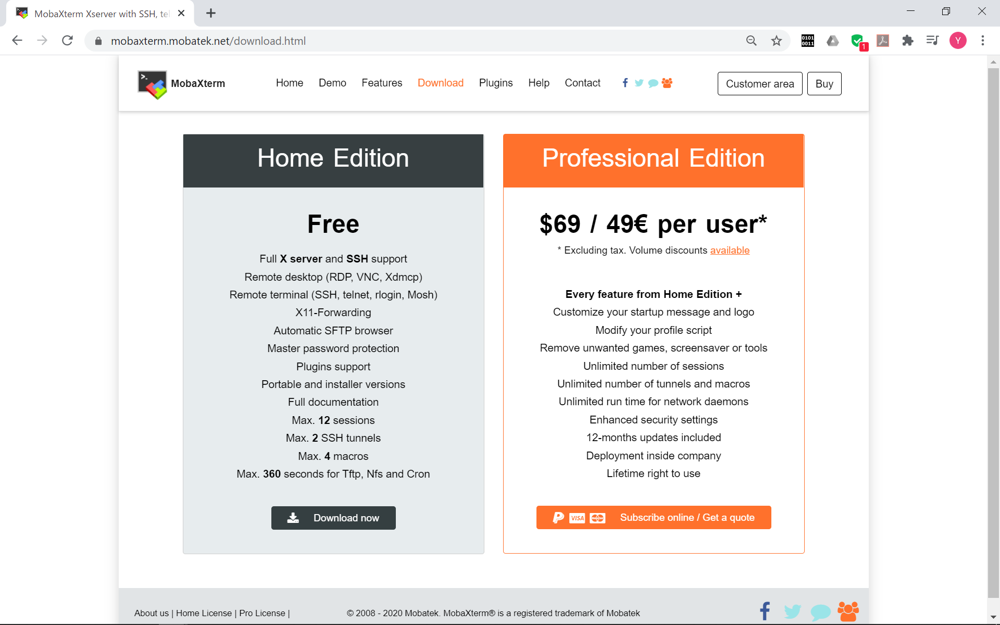 MobaXterm Xserver with SSH, tel
mobaxterm.mobatek.net/download.html
0101
0011
1
Y
>_
MobaXterm
Home
Demo
Features
Download
Plugins
Help
Contact
Customer area
Buy
Home Edition
Free
Full X server and SSH support
Remote desktop (RDP, VNC, Xdmcp)
Remote terminal (SSH, telnet, rlogin, Mosh)
X11-Forwarding
Automatic SFTP browser
Master password protection
Plugins support
Portable and installer versions
Full documentation
Max. 12 sessions
Max. 2 SSH tunnels
Max. 4 macros
Max. 360 seconds for Tftp, Nfs and Cron
Download now
Professional Edition
$69 / 49€ per user*
* Excluding tax. Volume discounts available
Every feature from Home Edition +
Customize your startup message and logo
Modify your profile script
Remove unwanted games, screensaver or tools
Unlimited number of sessions
Unlimited number of tunnels and macros
Unlimited run time for network daemons
Enhanced security settings
12-months updates included
Deployment inside company
Lifetime right to use
VISA
Subscribe online / Get a quote
About us | Home License | Pro License |
© 2008 - 2020 Mobatek. MobaXterm® is a registered trademark of Mobatek